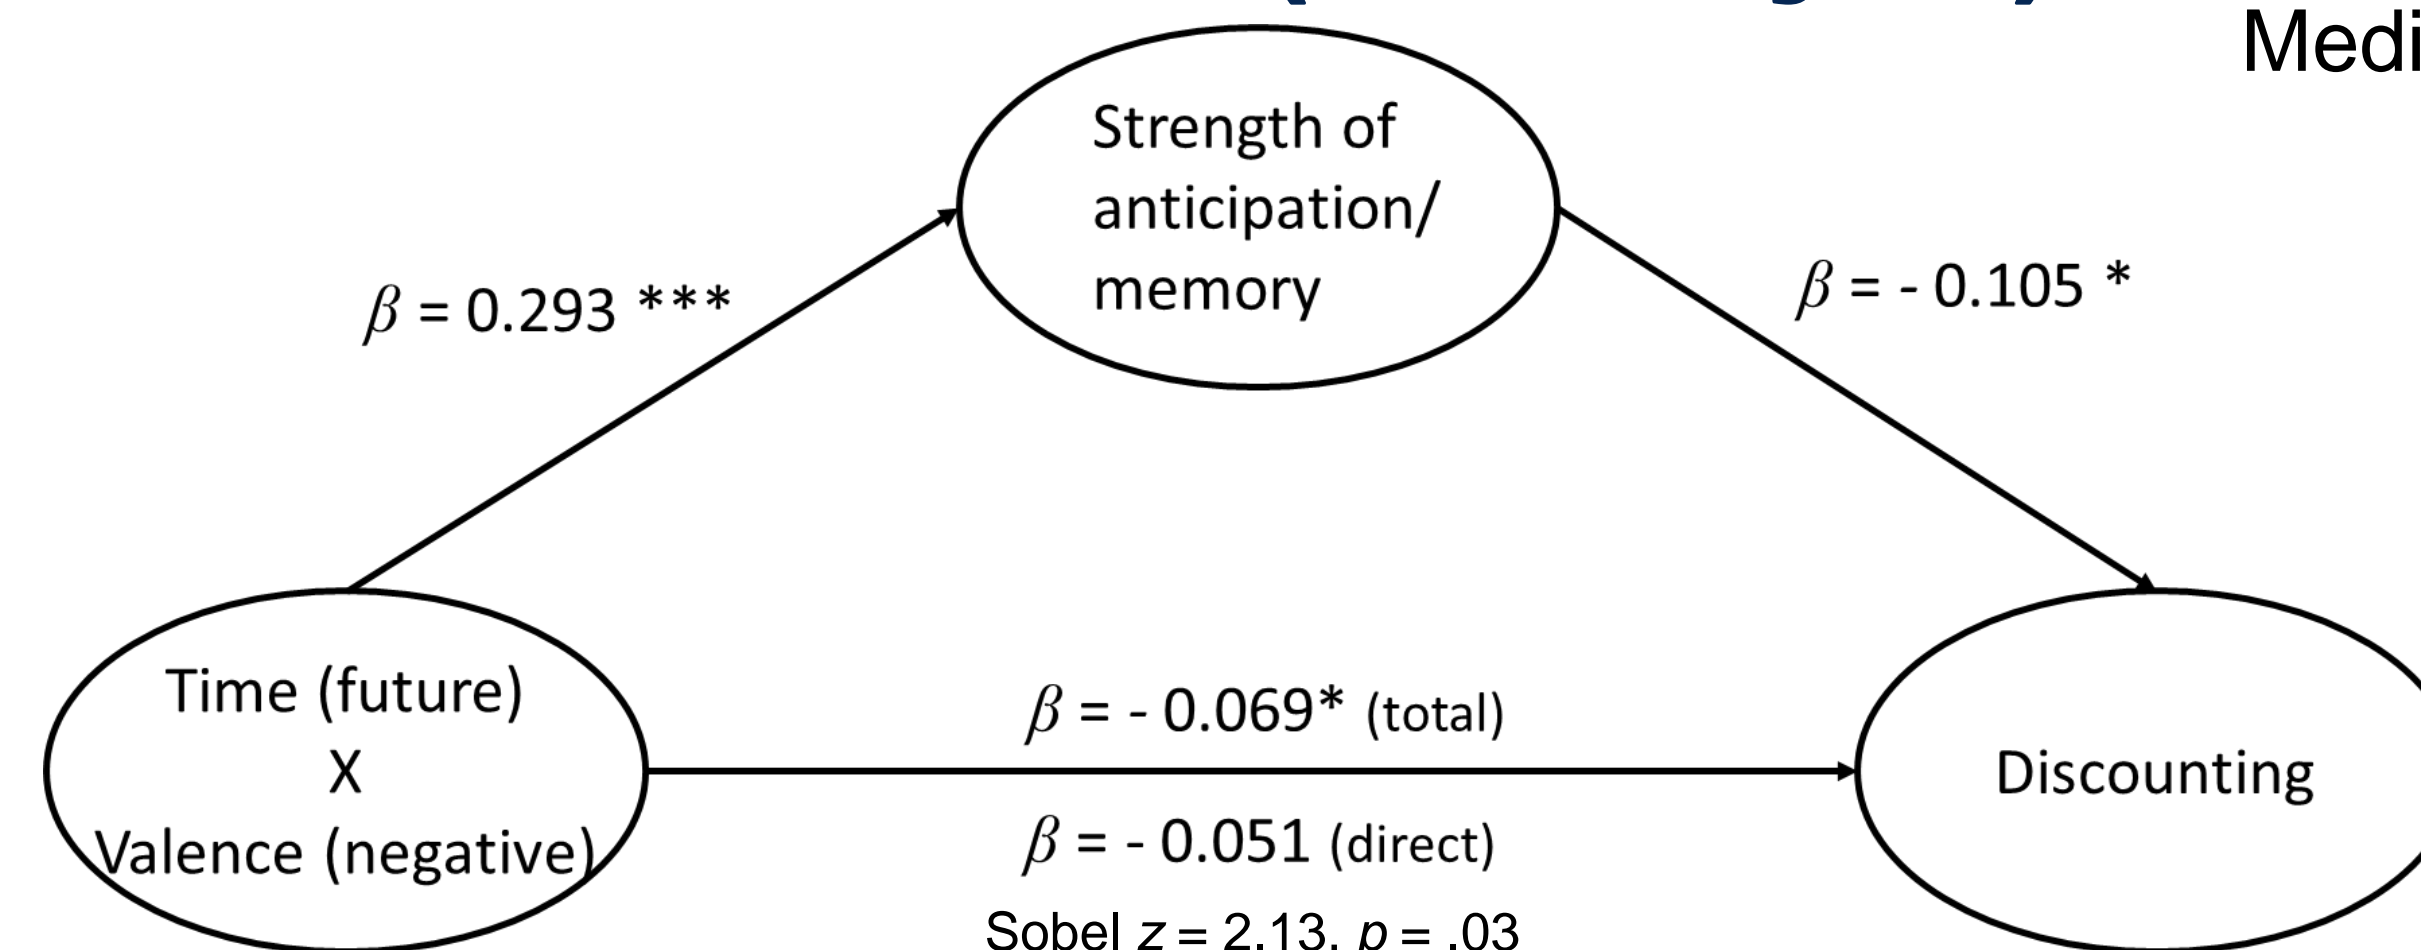 Medi
Strength of
anticipation/
memory
β = 0.293 ***
β = - 0.105 *
Time (future)
X
Valence (negative)
β = - 0.069* (total)
β = - 0.051 (direct)
Discounting
Sobel z = 2.13, p = .03